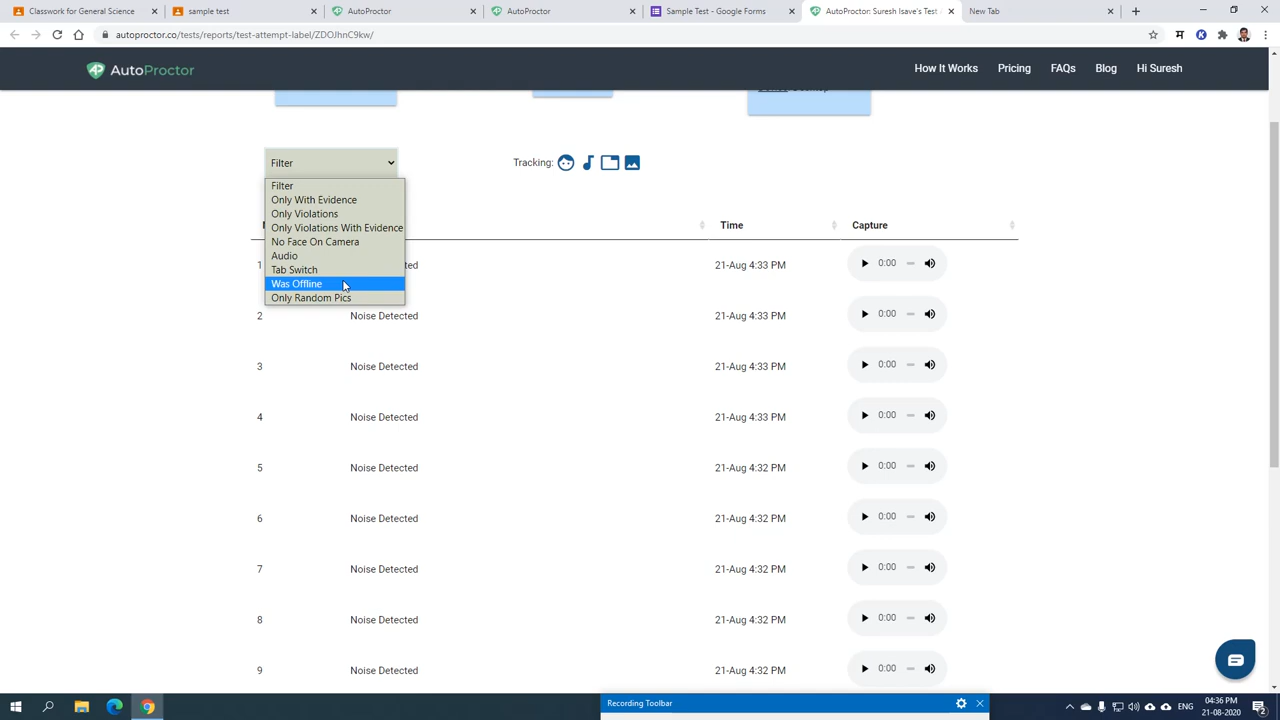 Classwork for General Science
sample test
AutoProctor
AutoProctor
Sample Test - Google Forms
AutoProctor: Suresh Isave's Test
New Tab
autoproctor.co/tests/reports/test-attempt-label/ZDOJhnC9kw/
AutoProctor
How It Works
Pricing
FAQs
Blog
Hi Suresh
Filter
Tracking:
Filter
Only With Evidence
Only Violations
Only Violations With Evidence
No Face On Camera
Audio
Tab Switch
Was Offline
Only Random Pics
Time
Capture
1
21-Aug 4:33 PM
0:00
2
Noise Detected
21-Aug 4:33 PM
0:00
3
Noise Detected
21-Aug 4:33 PM
0:00
4
Noise Detected
21-Aug 4:33 PM
0:00
5
Noise Detected
21-Aug 4:32 PM
0:00
6
Noise Detected
21-Aug 4:32 PM
0:00
7
Noise Detected
21-Aug 4:32 PM
0:00
8
Noise Detected
21-Aug 4:32 PM
0:00
9
Noise Detected
21-Aug 4:32 PM
0:00
Recording Toolbar
ENG
04:36 PM
21-08-2020